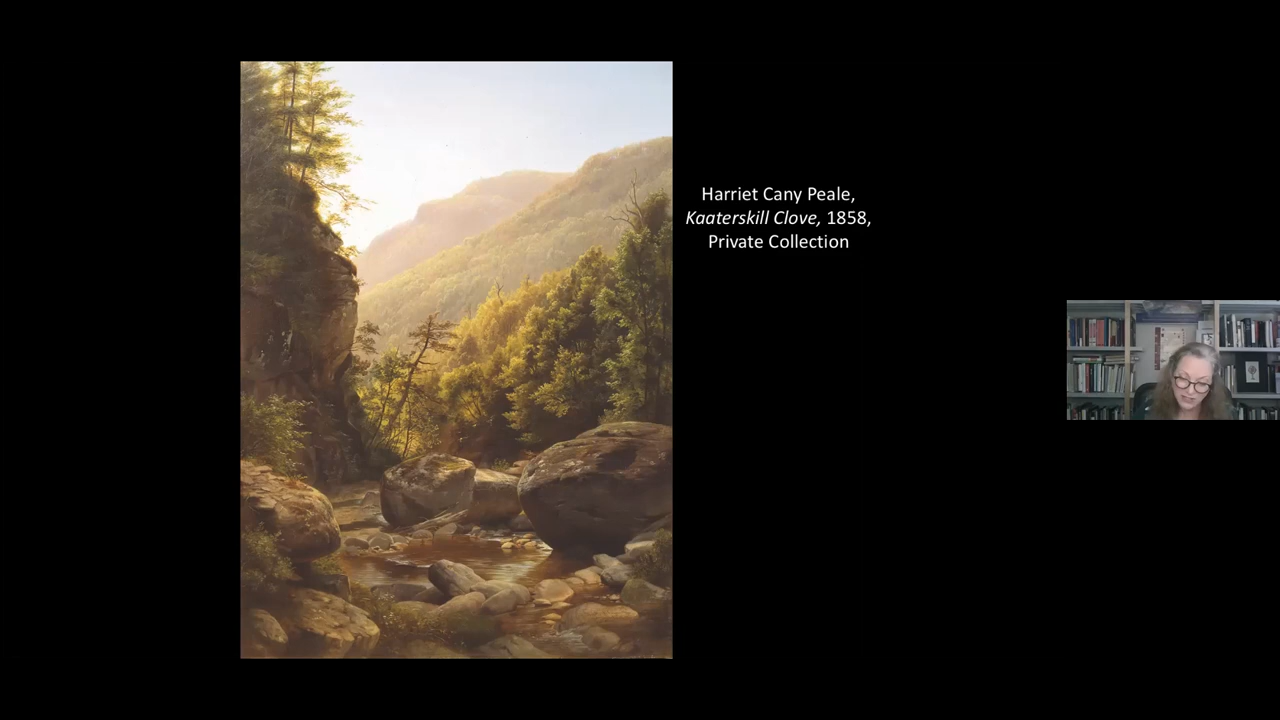 Harriet Cany Peale,
Kaaterskill Clove, 1858,
Private Collection